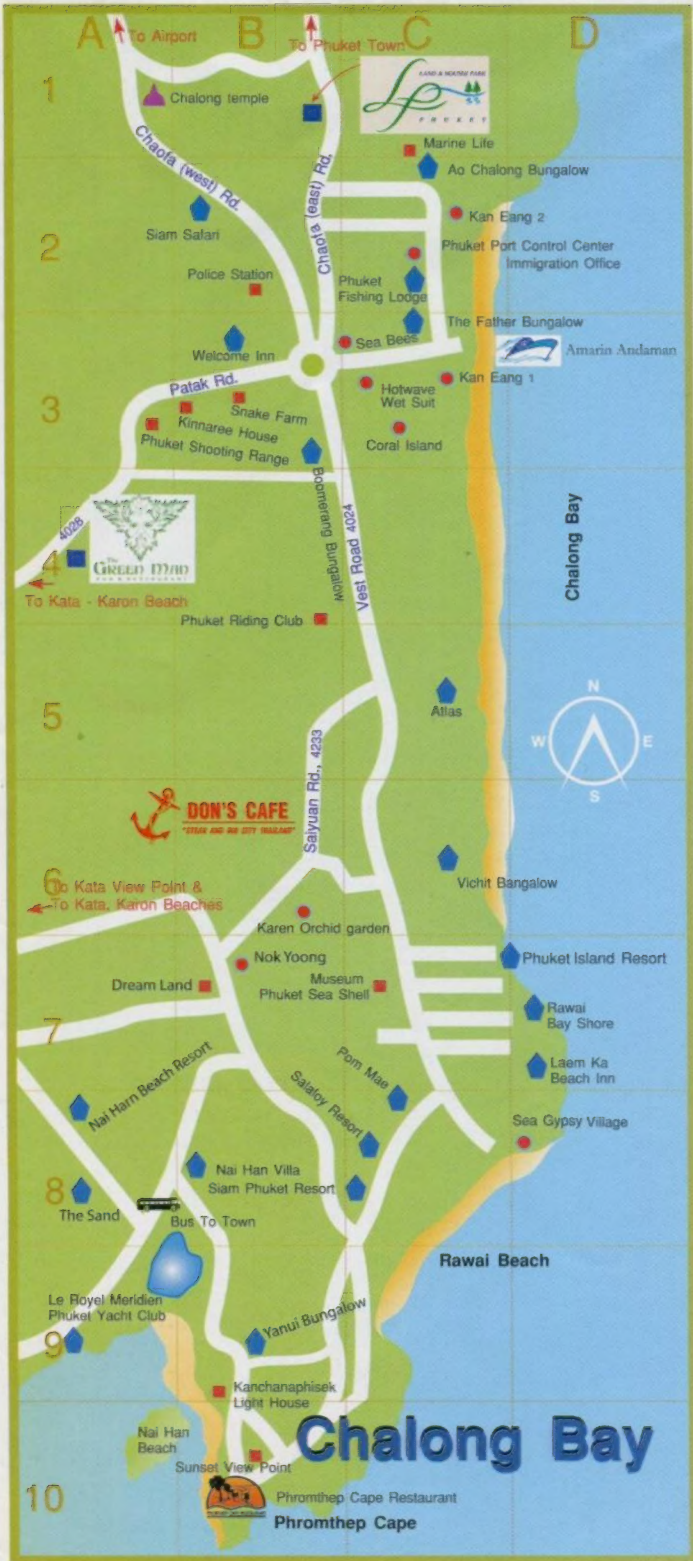 A
B
C
D
To Airport
To Phuket Town
1
Chalong temple
LAND & HOUSES PARK
LP
PHUKET
Marine Life
Ao Chalong Bungalow
Chaofa (west) Rd.
Chaofa (east) Rd.
Kan Eang 2
2
Siam Safari
Phuket Port Control Center
Immigration Office
Police Station
Phuket
Fishing Lodge
The Father Bungalow
Welcome Inn
Sea Bees
Amarin Andaman
Patak Rd.
3
Snake Farm
Kinnaree House
Phuket Shooting Range
Hotwave
Wet Suit
Kan Eang 1
Coral Island
Boomerang Bungalow
Vest Road 4024
4028
The
GREEN MAN
PUB & RESTAURANT
4
Chalong Bay
To Kata - Karon Beach
Phuket Riding Club
5
Atlas
N
W
E
S
Saiyuan Rd., 4233
DON'S CAFE
6
Vichit Bangalow
To Kata View Point &
To Kata, Karon Beaches
Karen Orchid garden
Nok Yoong
Phuket Island Resort
Dream Land
Museum
Phuket Sea Shell
7
Rawai
Bay Shore
Laem Ka
Beach Inn
Nai Harn Beach Resort
Pom Mae
Salaloy Resort
Sea Gypsy Village
8
Nai Han Villa
Siam Phuket Resort
The Sand
Bus To Town
Rawai Beach
Le Royel Meridien
Phuket Yacht Club
9
Yanui Bungalow
Kanchanaphisek
Light House
Nai Han
Beach
Chalong Bay
Sunset View Point
10
Phromthep Cape Restaurant
Phromthep Cape